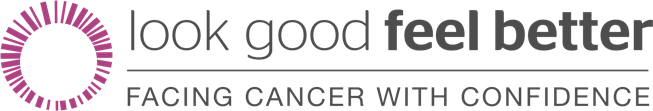 look good feel better
FACING CANCER WITH CONFIDENCE